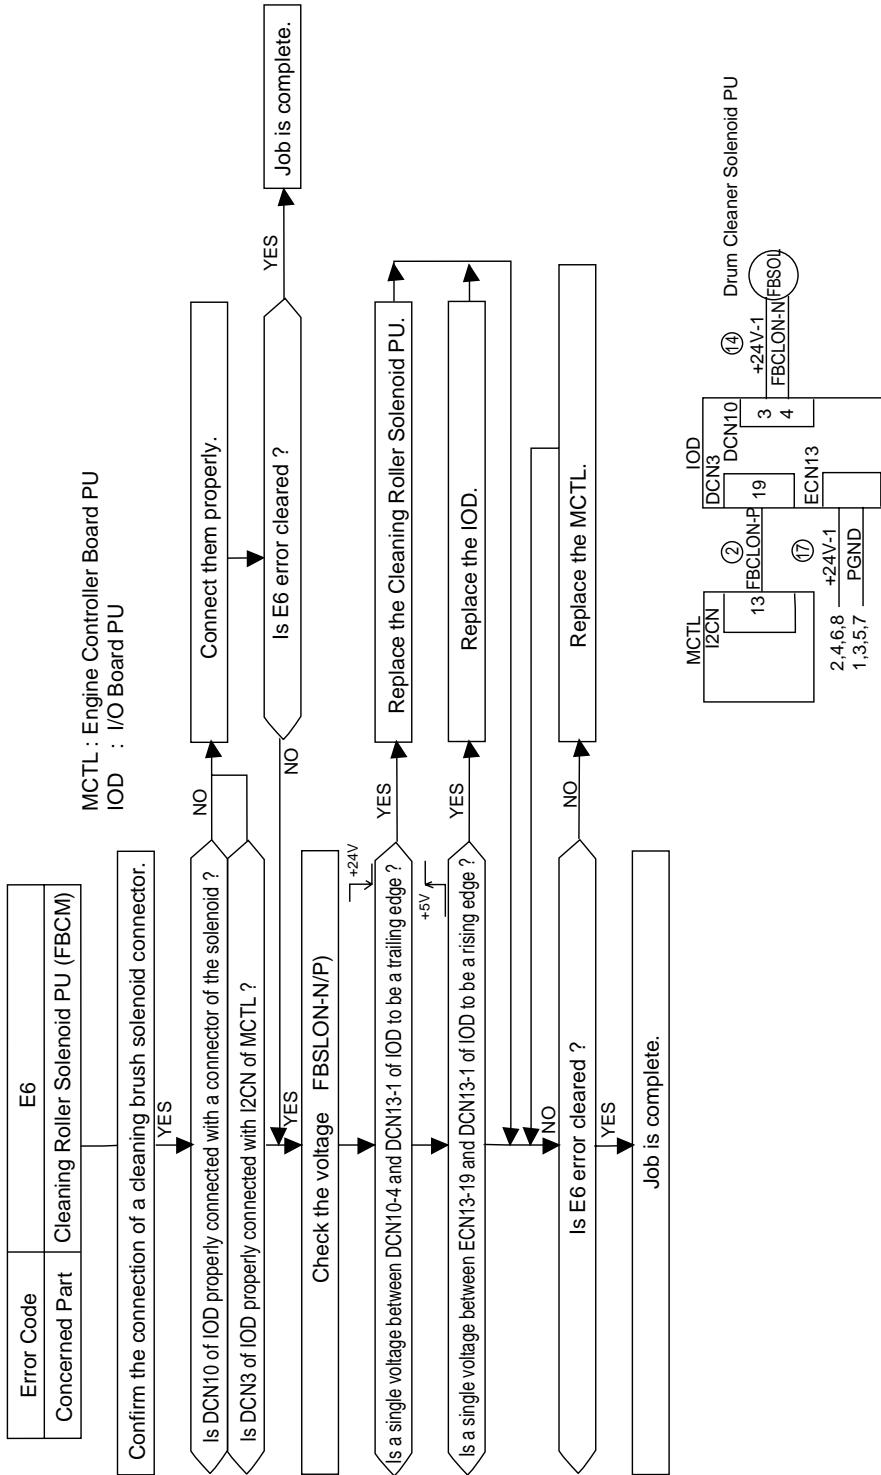 Error Code E6
Concerned Part Cleaning Roller Solenoid PU (FBCM)
MCTL : Engine Controller Board PU
IOD : I/O Board PU
Confirm the connection of a cleaning brush solenoid connector.
YES
Is DCN10 of IOD properly connected with a connector of the solenoid ?
NO
Connect them properly.
Is DCN3 of IOD properly connected with I2CN of MCTL ?
Is E6 error cleared ?
YES
Job is complete.
NO
YES
Check the voltage FBSLON-N/P)
+24V
Is a single voltage between DCN10-4 and DCN13-1 of IOD to be a trailing edge ?
YES
Replace the Cleaning Roller Solenoid PU.
+5V
Is a single voltage between ECN13-19 and DCN13-1 of IOD to be a rising edge ?
YES
Replace the IOD.
NO
Is E6 error cleared ?
NO
Replace the MCTL.
YES
Job is complete.
MCTL
I2CN
13
2
FBCLON-P
17
2,4,6,8
+24V-1
1,3,5,7
PGND
IOD
DCN3
19
DCN10
3
4
ECN13
14
+24V-1
FBCLON-N
FBSOL
Drum Cleaner Solenoid PU